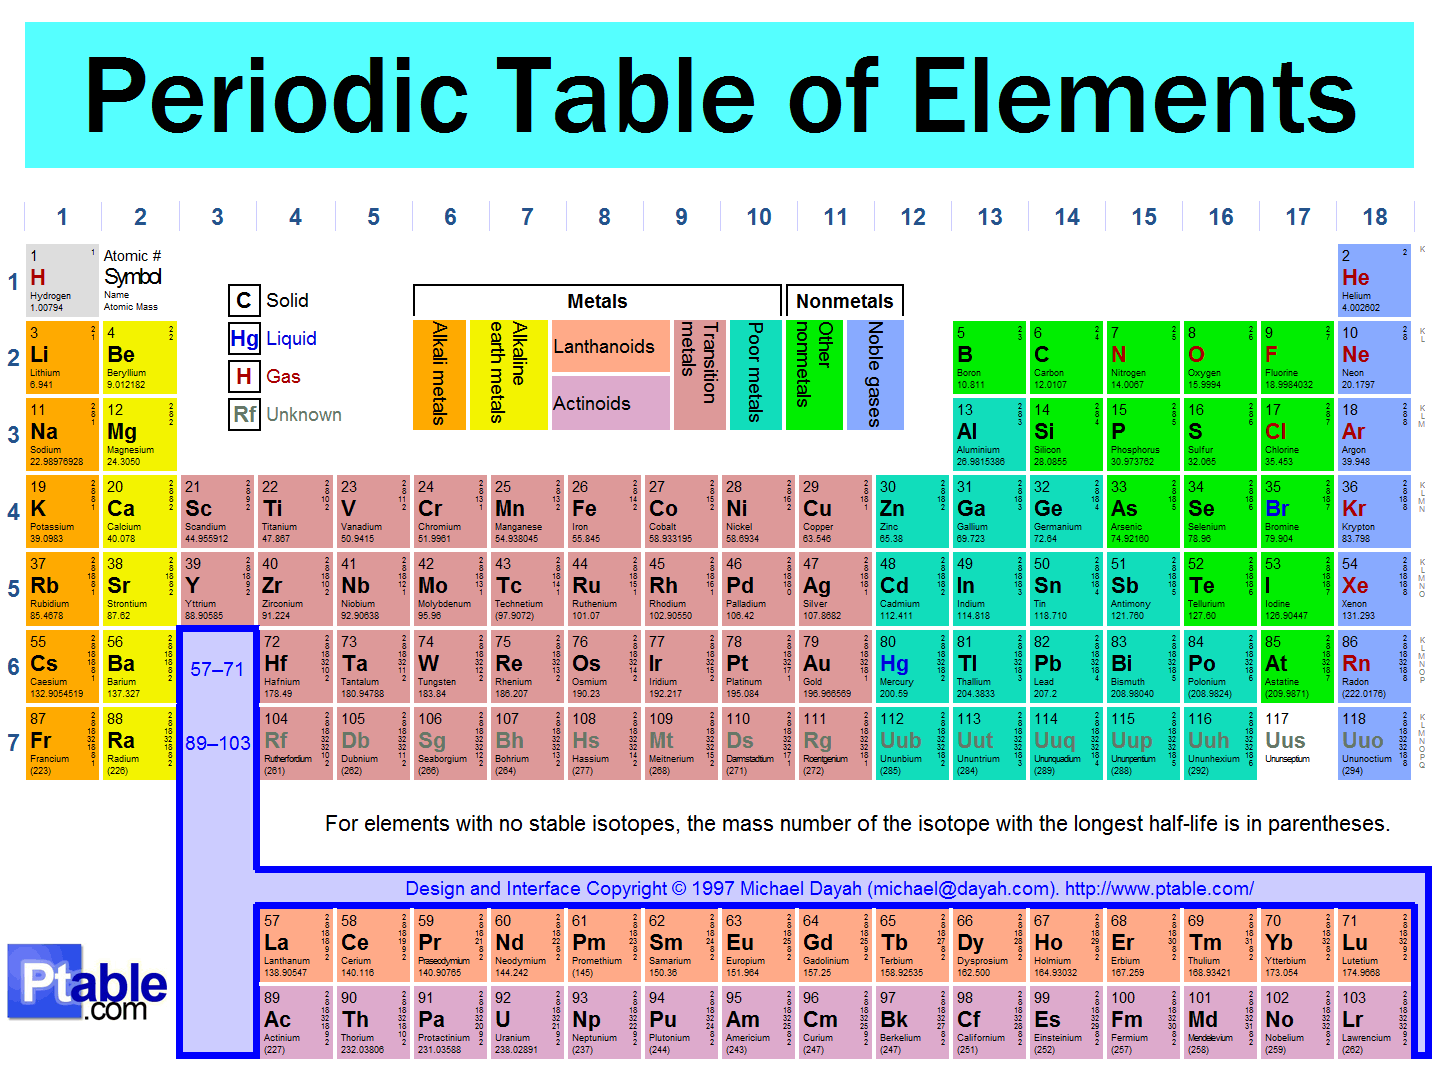 Periodic Table of Elements
1 2 3 4 5 6 7 8 9 10 11 12 13 14 15 16 17 18
1 Atomic # 2 K
1 H Symbol He
Hydrogen Name Helium
1.00794 Atomic Mass 4.002602
C Solid
Hg Liquid
H Gas
Rf Unknown
Metals Nonmetals
Alkali metals
Alkaline earth metals
Lanthanoids
Actinoids
Transition metals
Poor metals
Other nonmetals
Noble gases
3 4 5 6 7 8 9 10
2 Li Be B C N O F Ne
Lithium Beryllium Boron Carbon Nitrogen Oxygen Fluorine Neon
6.941 9.012182 10.811 12.0107 14.0067 15.9994 18.9984032 20.1797
11 12 13 14 15 16 17 18
3 Na Mg Al Si P S Cl Ar
Sodium Magnesium Aluminium Silicon Phosphorus Sulfur Chlorine Argon
22.98976928 24.3050 26.9815386 28.0855 30.973762 32.065 35.453 39.948
19 20 21 22 23 24 25 26 27 28 29 30 31 32 33 34 35 36
4 K Ca Sc Ti V Cr Mn Fe Co Ni Cu Zn Ga Ge As Se Br Kr
Potassium Calcium Scandium Titanium Vanadium Chromium Manganese Iron Cobalt Nickel Copper Zinc Gallium Germanium Arsenic Selenium Bromine Krypton
39.0983 40.078 44.955912 47.867 50.9415 51.9961 54.938045 55.845 58.933195 58.6934 63.546 65.38 69.723 72.64 74.92160 78.96 79.904 83.798
37 38 39 40 41 42 43 44 45 46 47 48 49 50 51 52 53 54
5 Rb Sr Y Zr Nb Mo Tc Ru Rh Pd Ag Cd In Sn Sb Te I Xe
Rubidium Strontium Yttrium Zirconium Niobium Molybdenum Technetium Ruthenium Rhodium Palladium Silver Cadmium Indium Tin Antimony Tellurium Iodine Xenon
85.4678 87.62 88.90585 91.224 92.90638 95.96 (97.9072) 101.07 102.90550 106.42 107.8682 112.411 114.818 118.710 121.760 127.60 126.90447 131.293
55 56 72 73 74 75 76 77 78 79 80 81 82 83 84 85 86
6 Cs Ba 57–71 Hf Ta W Re Os Ir Pt Au Hg Tl Pb Bi Po At Rn
Caesium Barium Hafnium Tantalum Tungsten Rhenium Osmium Iridium Platinum Gold Mercury Thallium Lead Bismuth Polonium Astatine Radon
132.9054519 137.327 178.49 180.94788 183.84 186.207 190.23 192.217 195.084 196.966569 200.59 204.3833 207.2 208.98040 (208.9824) (209.9871) (222.0176)
87 88 104 105 106 107 108 109 110 111 112 113 114 115 116 117 118
7 Fr Ra 89–103 Rf Db Sg Bh Hs Mt Ds Rg Uub Uut Uuq Uup Uuh Uus Uuo
Francium Radium Rutherfordium Dubnium Seaborgium Bohrium Hassium Meitnerium Darmstadtium Roentgenium Ununbium Ununtrium Ununquadium Ununpentium Ununhexium Ununseptium Ununoctium
(223) (226) (261) (262) (266) (264) (277) (268) (271) (272) (285) (284) (289) (288) (292) (294)
For elements with no stable isotopes, the mass number of the isotope with the longest half-life is in parentheses.
Design and Interface Copyright © 1997 Michael Dayah (michael@dayah.com). http://www.ptable.com/
57 58 59 60 61 62 63 64 65 66 67 68 69 70 71
La Ce Pr Nd Pm Sm Eu Gd Tb Dy Ho Er Tm Yb Lu
Lanthanum Cerium Praseodymium Neodymium Promethium Samarium Europium Gadolinium Terbium Dysprosium Holmium Erbium Thulium Ytterbium Lutetium
138.90547 140.116 140.90765 144.242 (145) 150.36 151.964 157.25 158.92535 162.500 164.93032 167.259 168.93421 173.054 174.9668
89 90 91 92 93 94 95 96 97 98 99 100 101 102 103
Ac Th Pa U Np Pu Am Cm Bk Cf Es Fm Md No Lr
Actinium Thorium Protactinium Uranium Neptunium Plutonium Americium Curium Berkelium Californium Einsteinium Fermium Mendelevium Nobelium Lawrencium
(227) 232.03806 231.03588 238.02891 (237) (244) (243) (247) (247) (251) (252) (257) (258) (259) (262)
Ptable
.com